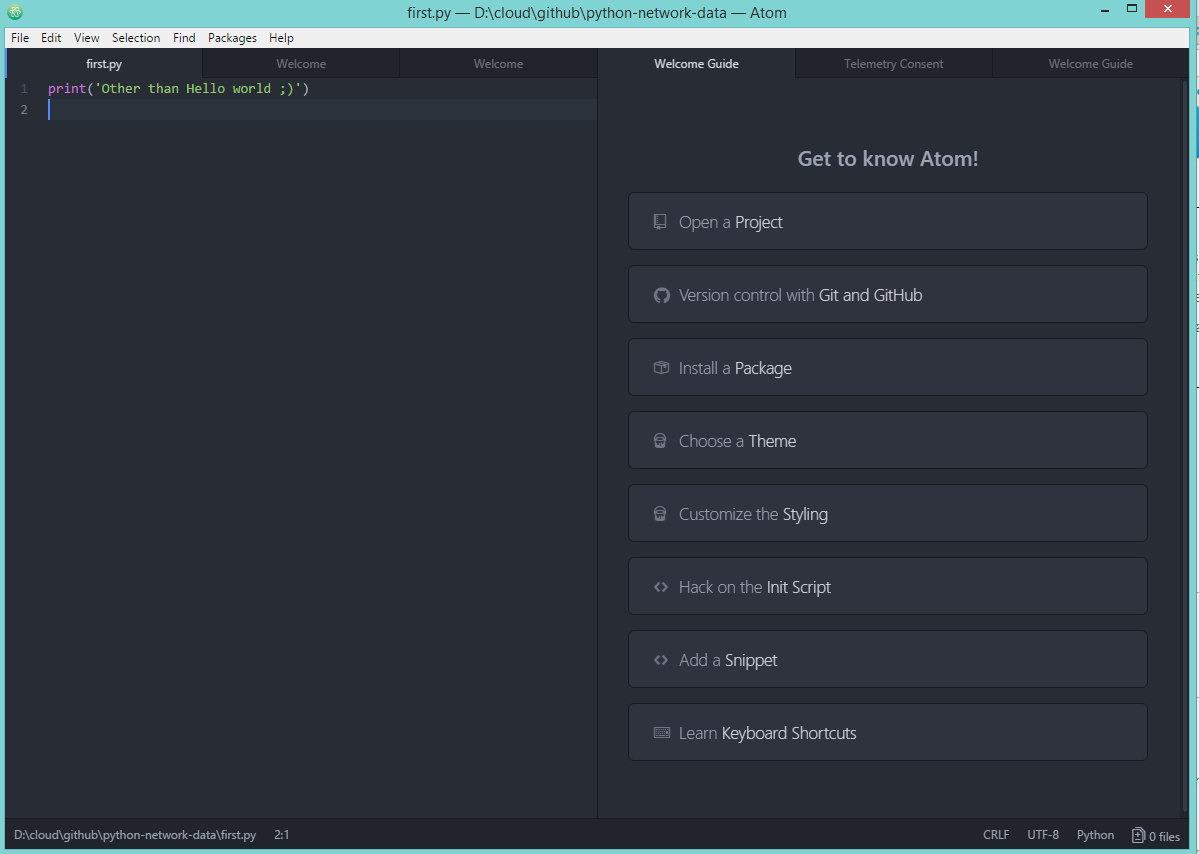 first.py — D:\cloud\github\python-network-data — Atom
File Edit View Selection Find Packages Help
first.py Welcome Welcome Welcome Guide Telemetry Consent Welcome Guide
1 print('Other than Hello world ;)')
2
Get to know Atom!
Open a Project
Version control with Git and GitHub
Install a Package
Choose a Theme
Customize the Styling
Hack on the Init Script
Add a Snippet
Learn Keyboard Shortcuts
D:\cloud\github\python-network-data\first.py 2:1 CRLF UTF-8 Python 0 files